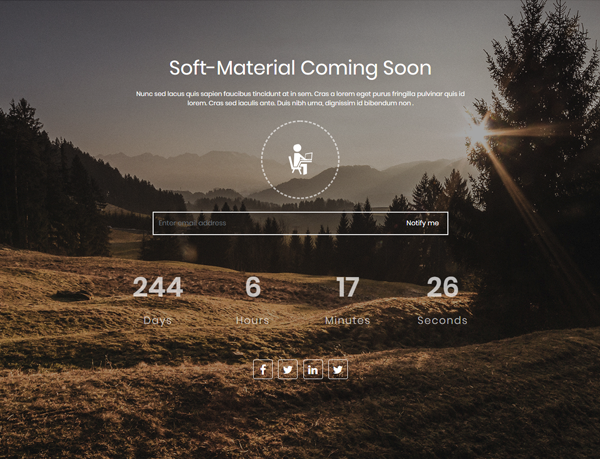 Soft-Material Coming Soon
Nunc sed lacus quis sapien faucibus tincidunt at in sem. Cras a lorem eget purus fringilla pulvinar quis id
lorem. Cras sed iaculis ante. Duis nibh urna, dignissim id bibendum non .
Enter email address Notify me
244 6 17 26
Days Hours Minutes Seconds